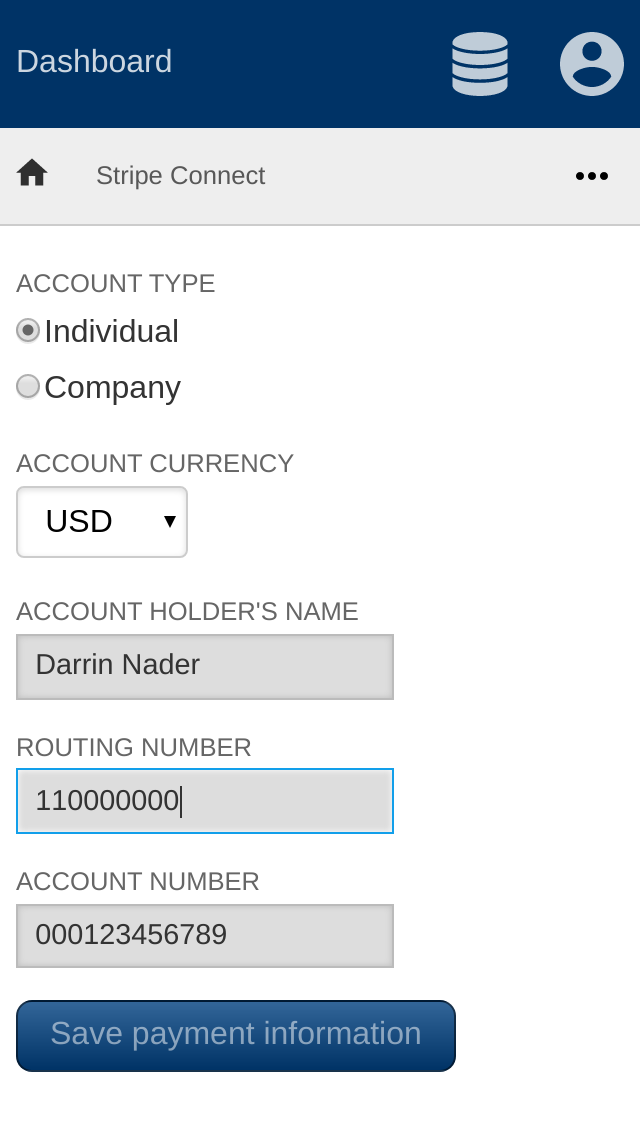 Dashboard
Stripe Connect
ACCOUNT TYPE
Individual
Company
ACCOUNT CURRENCY
USD
ACCOUNT HOLDER'S NAME
Darrin Nader
ROUTING NUMBER
110000000
ACCOUNT NUMBER
000123456789
Save payment information